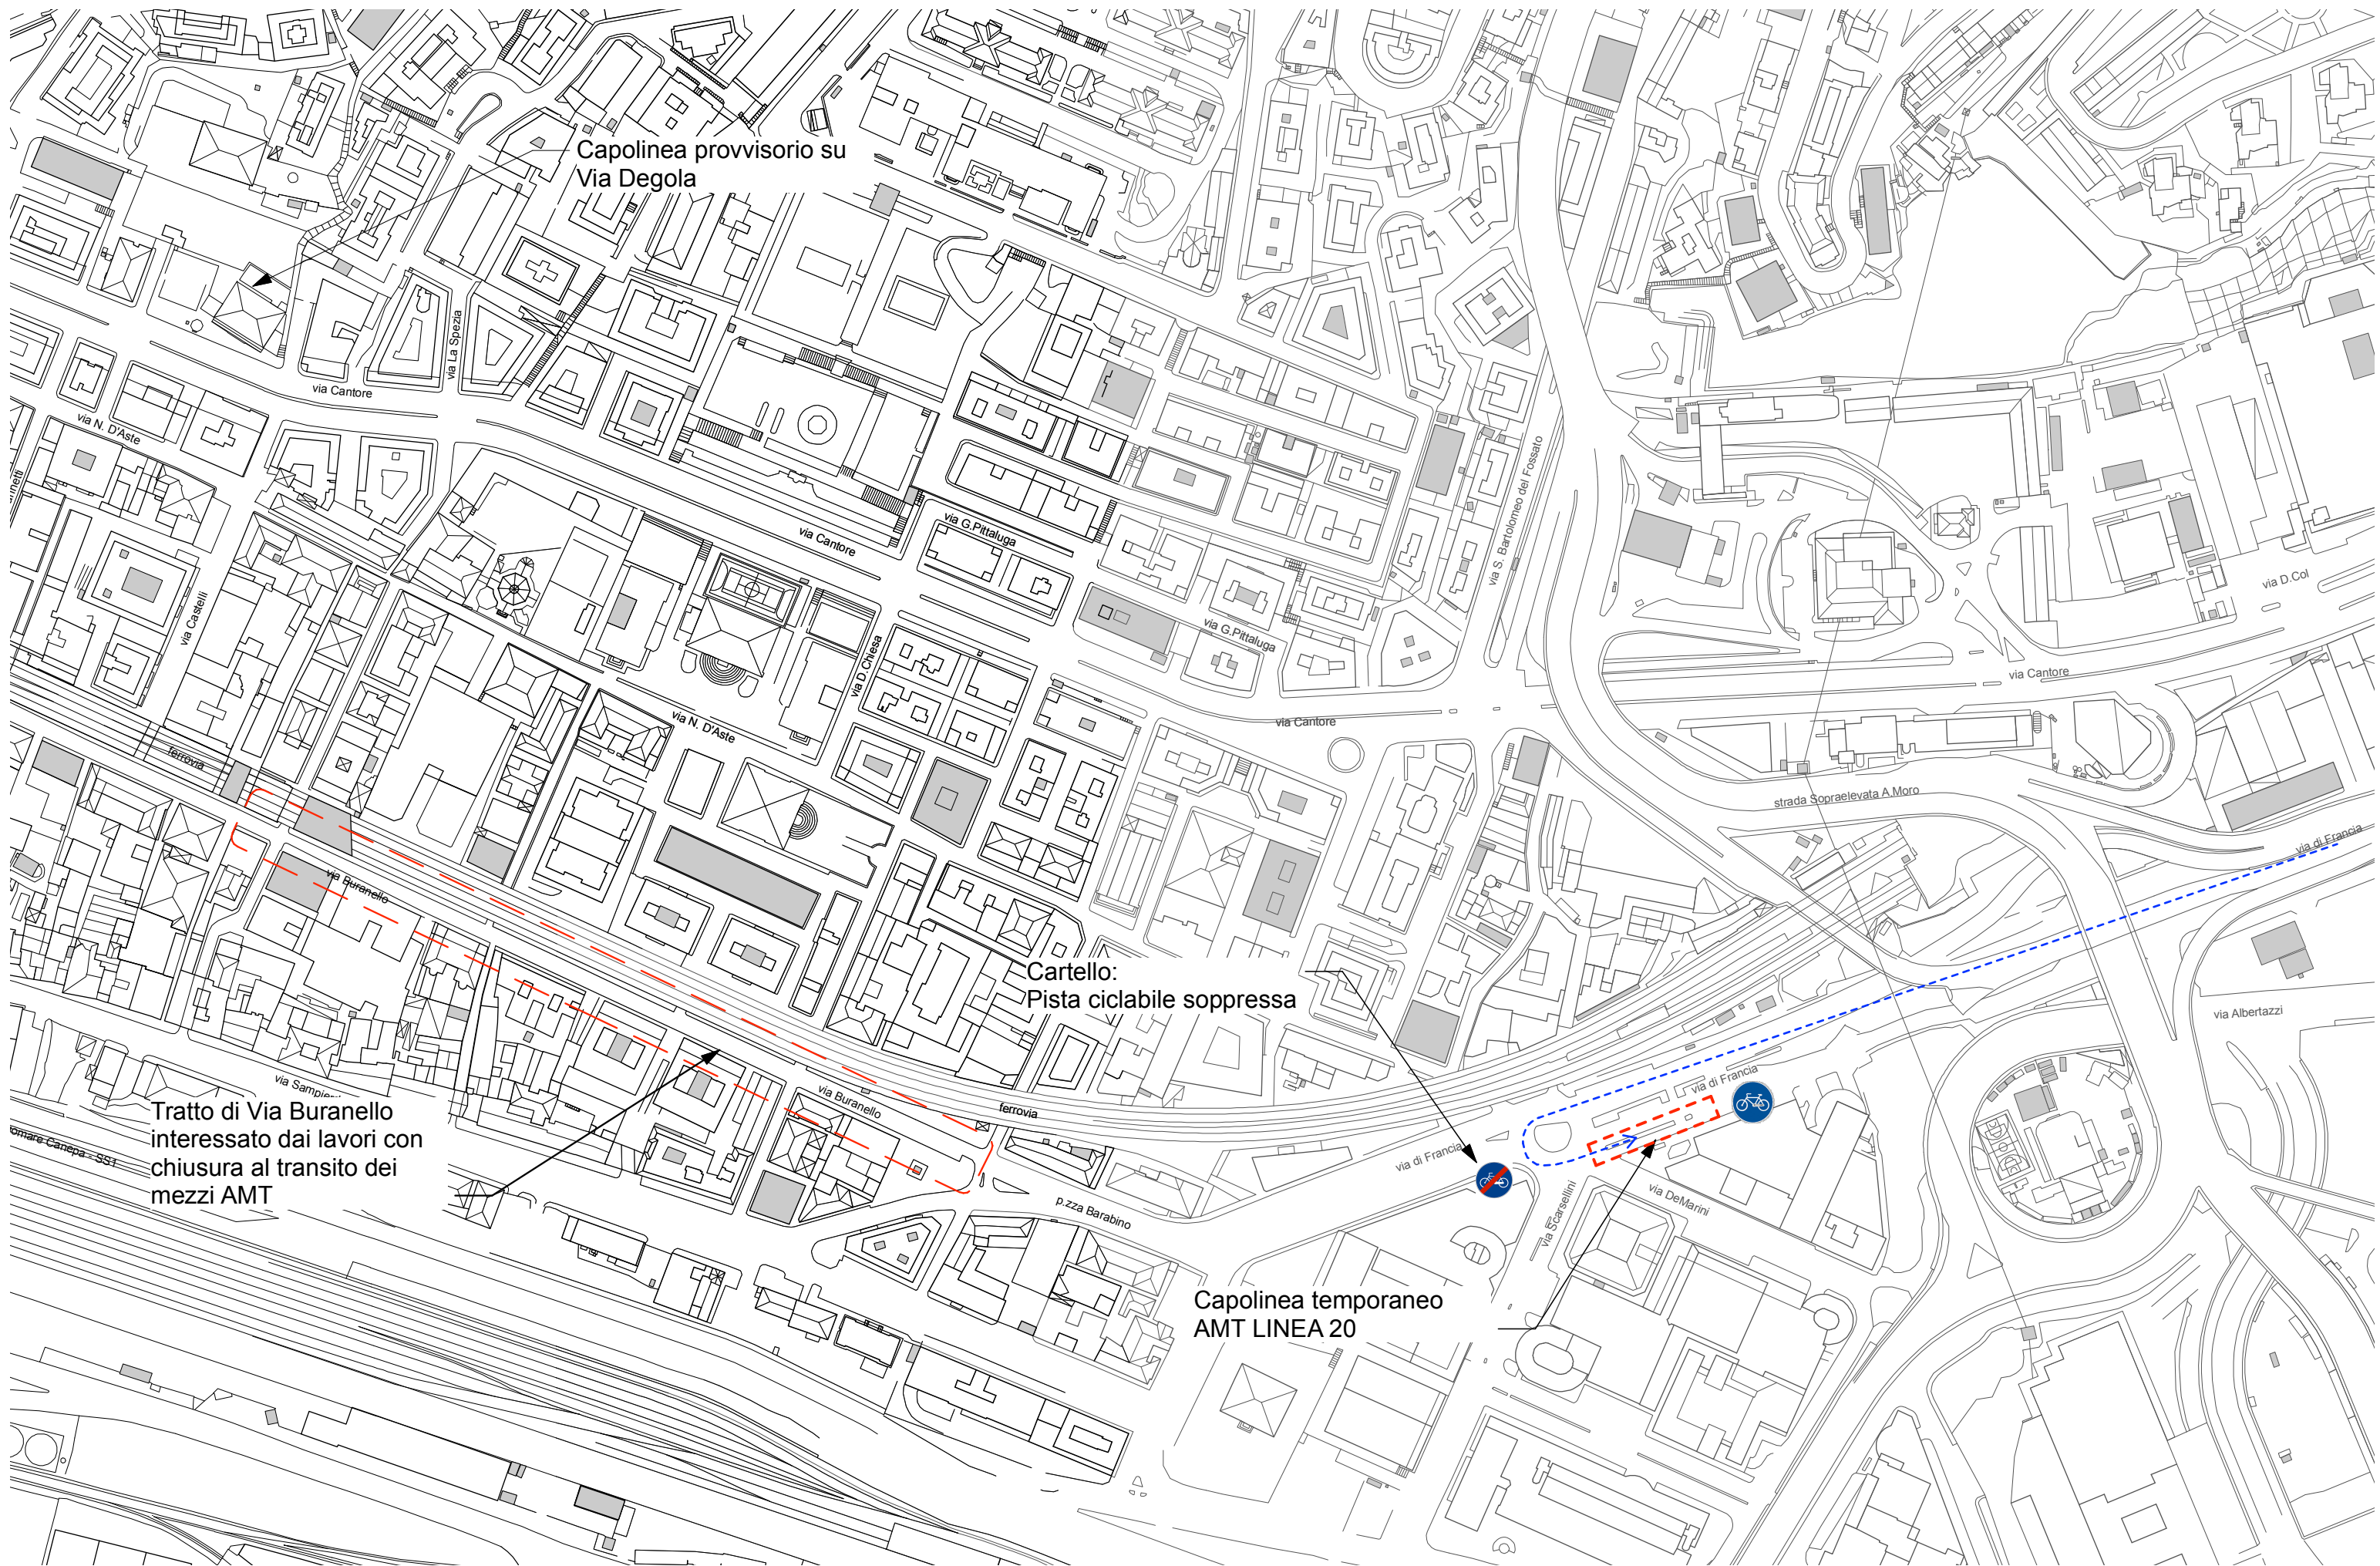 Capolinea provvisorio su
Via Degola
via La Spezia
via Cantore
via N. D'Aste
via S. Bartolomeo del Fossato
via G.Pittaluga
via Cantore
via D.Col
via Castelli
via G.Pittaluga
via D.Chiesa
via Cantore
via N. D'Aste
via Cantore
ferrovia
strada Sopraelevata A.Moro
via di Francia
via Buranello
Cartello:
Pista ciclabile soppressa
via Albertazzi
via di Francia
via Buranello
ferrovia
Tratto di Via Buranello
interessato dai lavori con
chiusura al transito dei
mezzi AMT
Canepa - SS1
via di Francia
via DeMarini
via Scarsellini
p.zza Barabino
Capolinea temporaneo
AMT LINEA 20